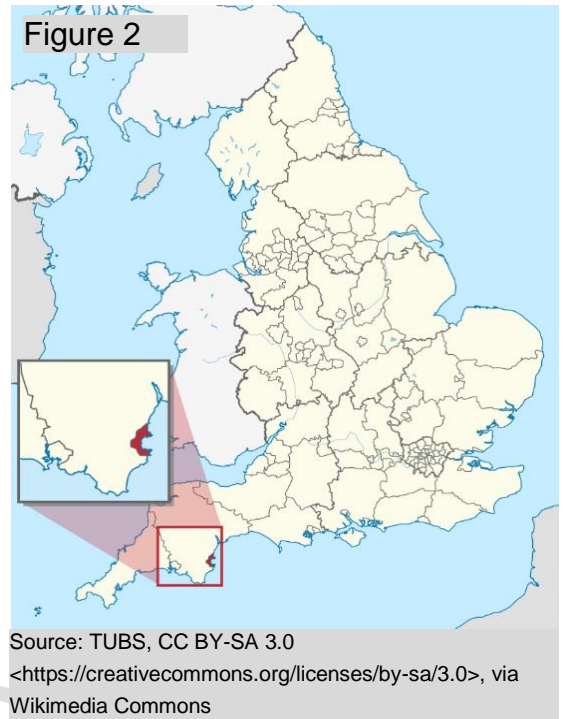 Figure 2
Source: TUBS, CC BY-SA 3.0
<https://creativecommons.org/licenses/by-sa/3.0>, via
Wikimedia Commons